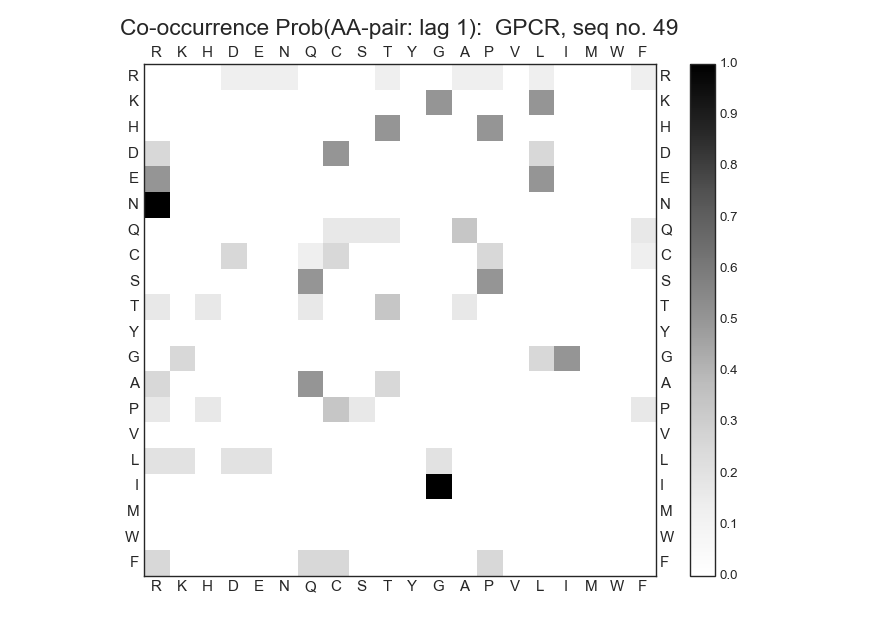 Co-occurrence Prob(AA-pair: lag 1):  GPCR, seq no. 49
R K H D E N Q C S T Y G A P V L I M W F
R R 1.0
K K 0.9
H H
D D 0.8
E E
N N 0.7
Q Q
C C 0.6
S S
T T 0.5
Y Y
G G 0.4
A A
P P 0.3
V V
L L 0.2
I I
M M 0.1
W W
F F 0.0
R K H D E N Q C S T Y G A P V L I M W F